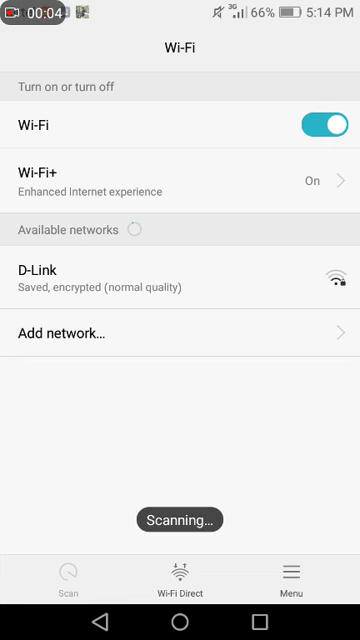 00:04 3G 66% 5:14 PM
Wi-Fi
Turn on or turn off
Wi-Fi
Wi-Fi+
Enhanced Internet experience
On
Available networks
D-Link
Saved, encrypted (normal quality)
Add network...
Scanning...
Scan Wi-Fi Direct Menu